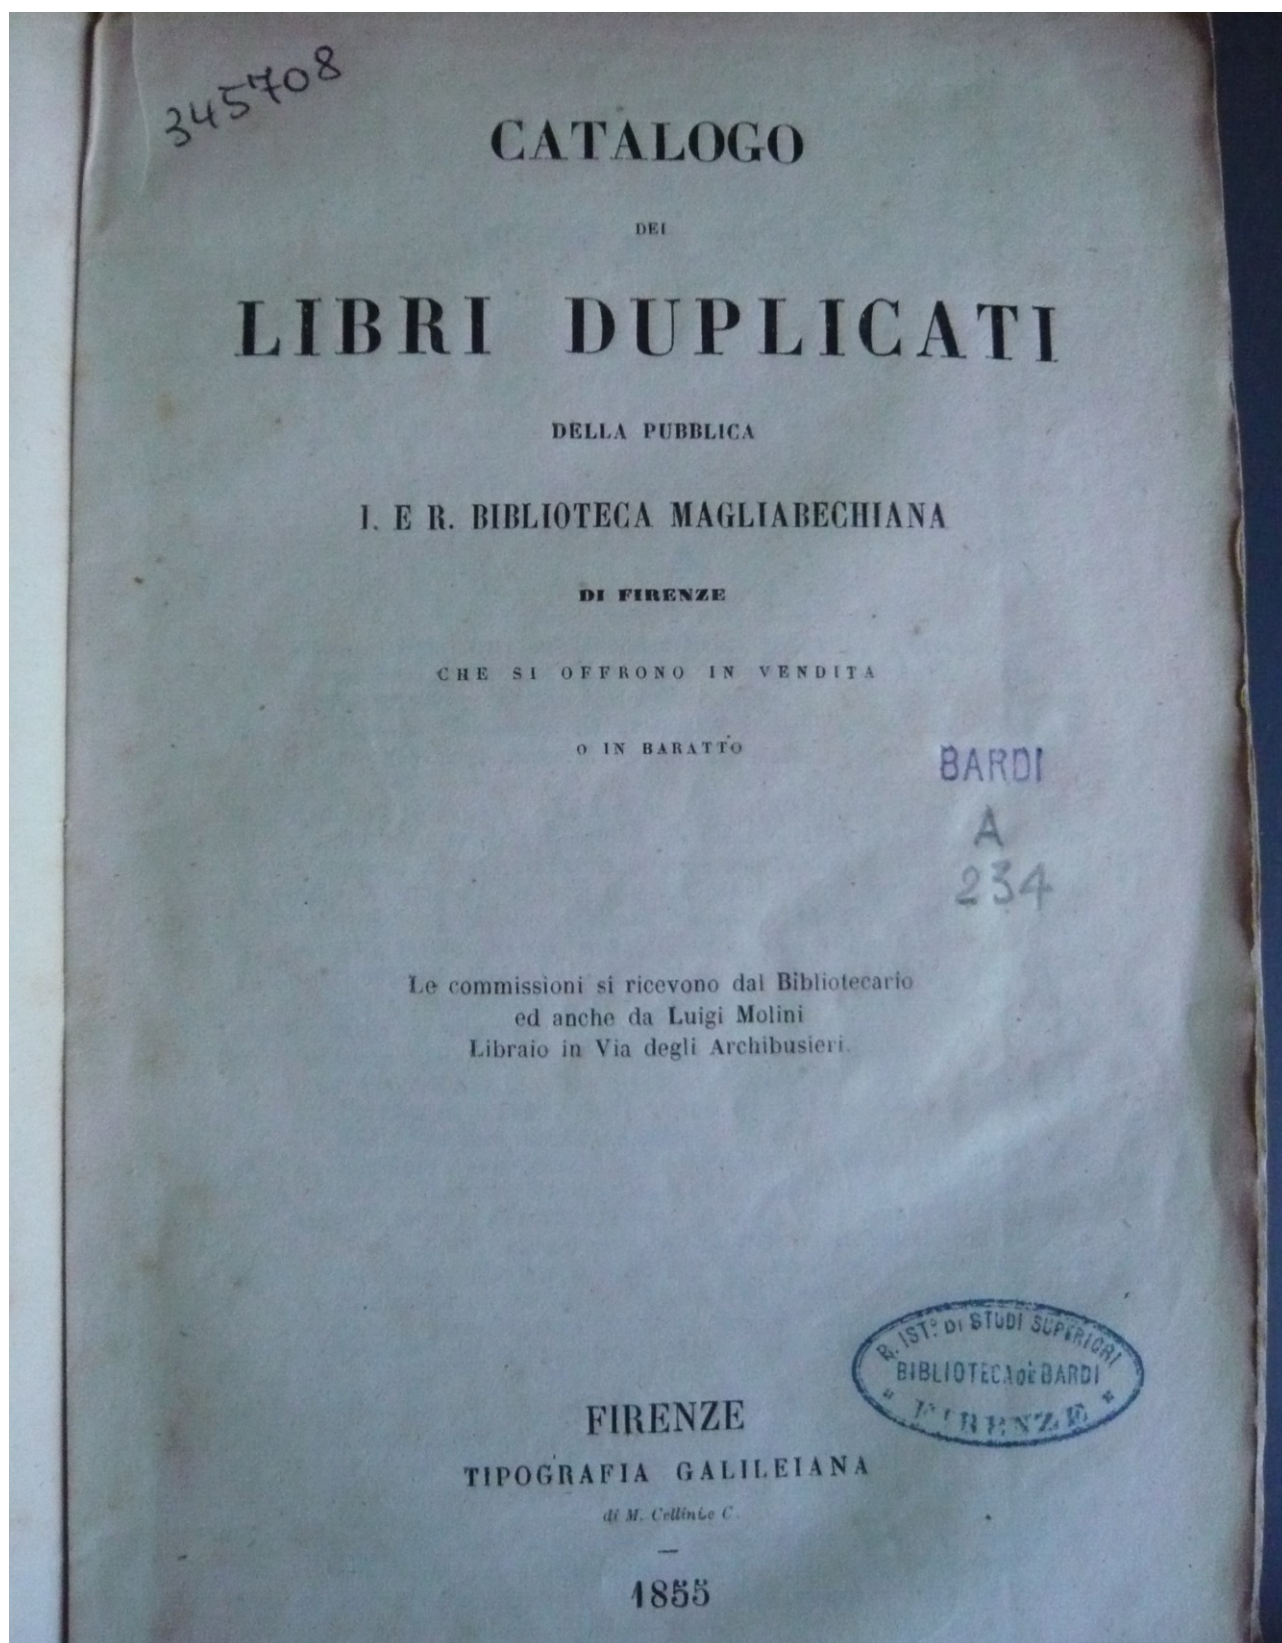 345708
CATALOGO
DEI
LIBRI DUPLICATI
DELLA PUBBLICA
I. E R. BIBLIOTECA MAGLIABECHIANA
DI FIRENZE
CHE SI OFFRONO IN VENDITA
O IN BARATTO
BARDI
A
234
Le commissioni si ricevono dal Bibliotecario
ed anche da Luigi Molini
Libraio in Via degli Archibusieri.
R. IST.º DI STUDI SUPERIORI
BIBLIOTECA DE BARDI
" FIRENZE "
FIRENZE
TIPOGRAFIA GALILEIANA
di M. Cellini e C.
1855